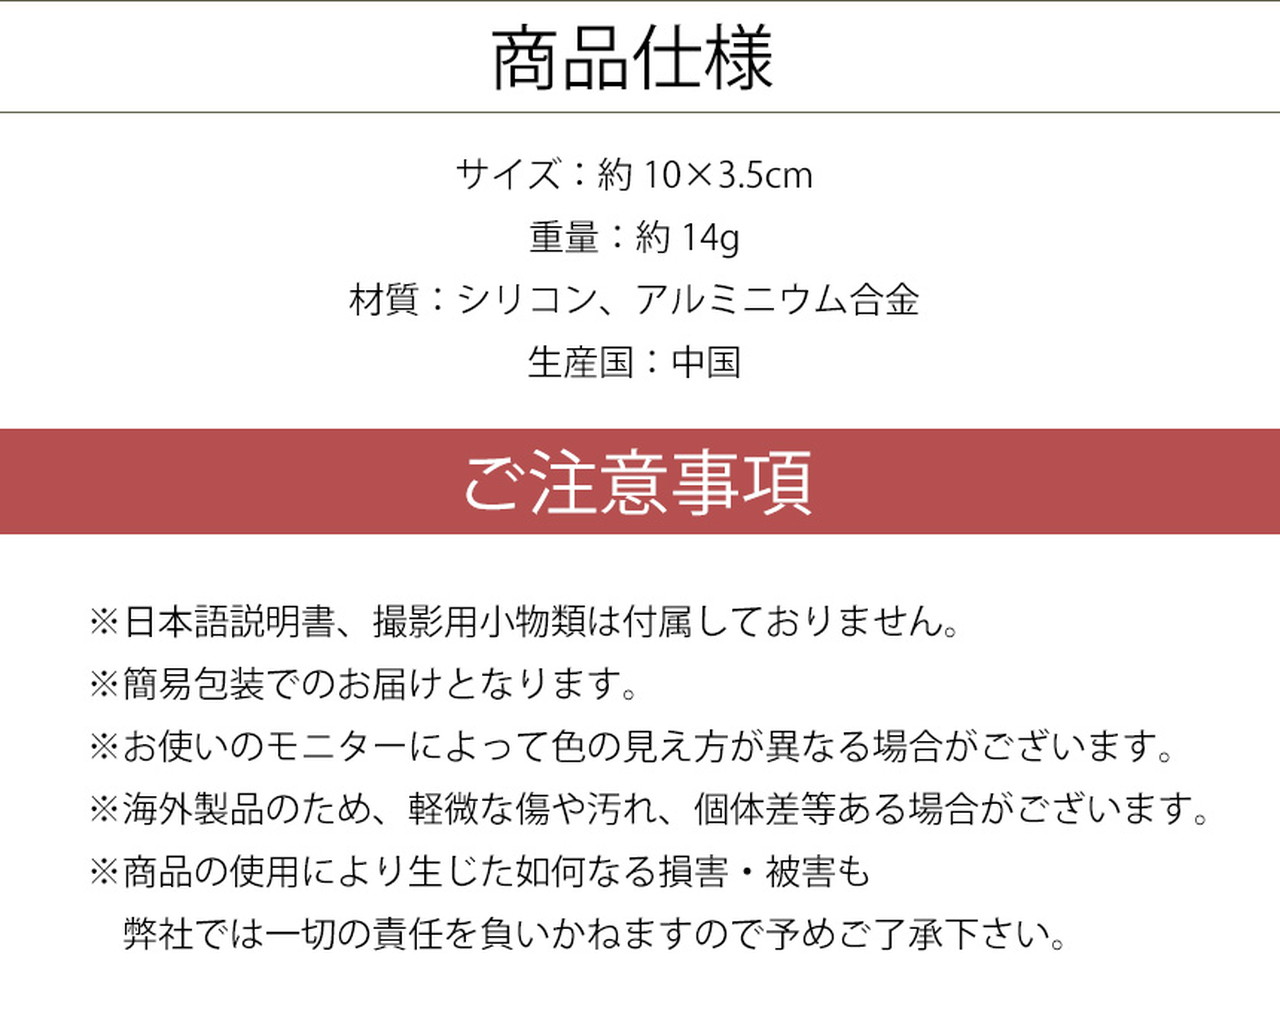 商品仕様
サイズ：約 10×3.5cm
重量：約 14g
材質：シリコン、アルミニウム合金
生産国：中国
ご注意事項
※日本語説明書、撮影用小物類は付属しておりません。
※簡易包装でのお届けとなります。
※お使いのモニターによって色の見え方が異なる場合がございます。
※海外製品のため、軽微な傷や汚れ、個体差等ある場合がございます。
※商品の使用により生じた如何なる損害・被害も
弊社では一切の責任を負いかねますので予めご了承下さい。